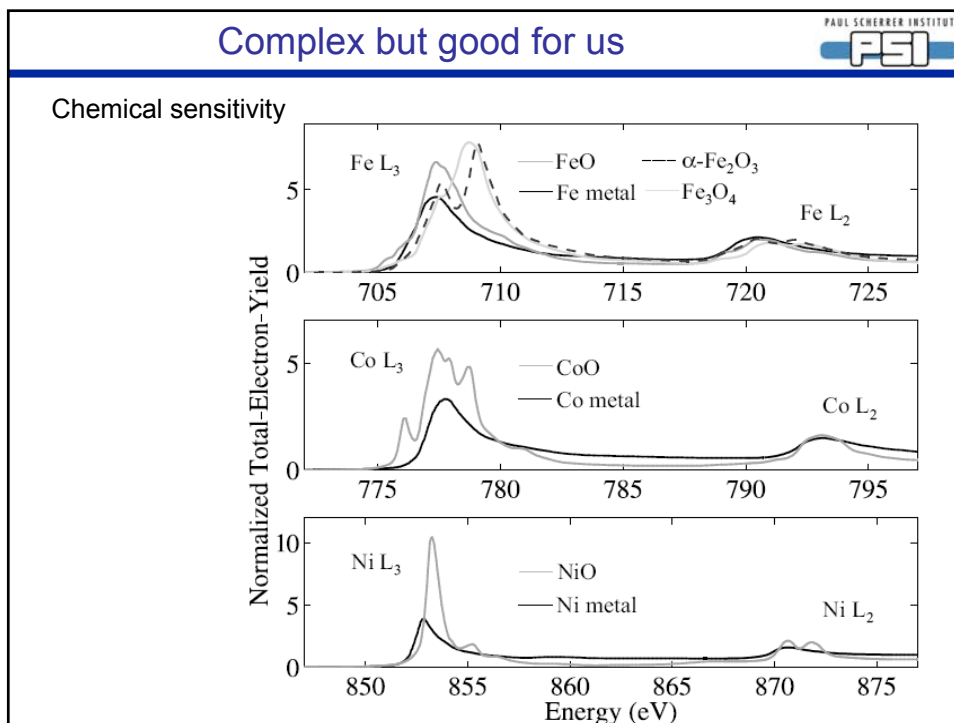 Complex but good for us
PAUL SCHERRER INSTITUT
PSI
Chemical sensitivity
Normalized Total-Electron-Yield
Fe L3
FeO
α-Fe2O3
Fe metal
Fe3O4
Fe L2
5
0
705 710 715 720 725
Co L3
CoO
Co metal
Co L2
5
0
775 780 785 790 795
Ni L3
NiO
Ni metal
Ni L2
10
5
0
850 855 860 865 870 875
Energy (eV)